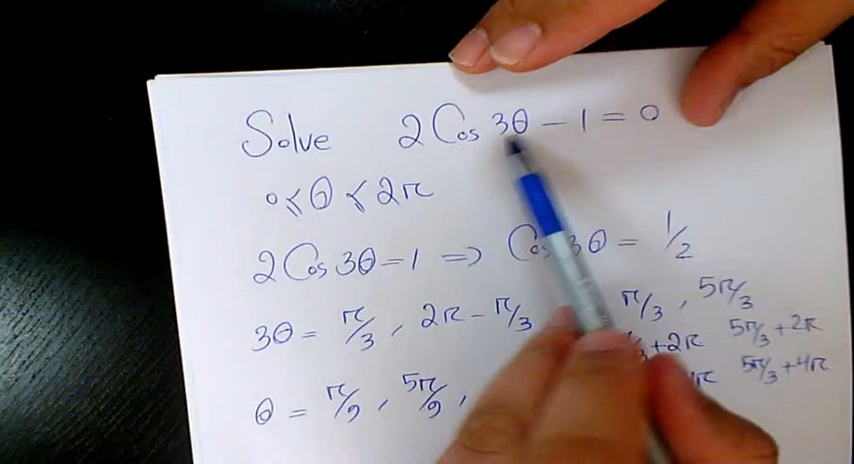 Solve 2Cos 3θ − 1 = 0
0 ⩽ θ ⩽ 2π
2Cos 3θ = 1 => Cos 3θ = 1/2
3θ = π/3 , 2π − π/3 π/3 , 5π/3
/3 + 2π 5π/3 + 2π
π 5π/3 + 4π
θ = π/9 , 5π/9 ,